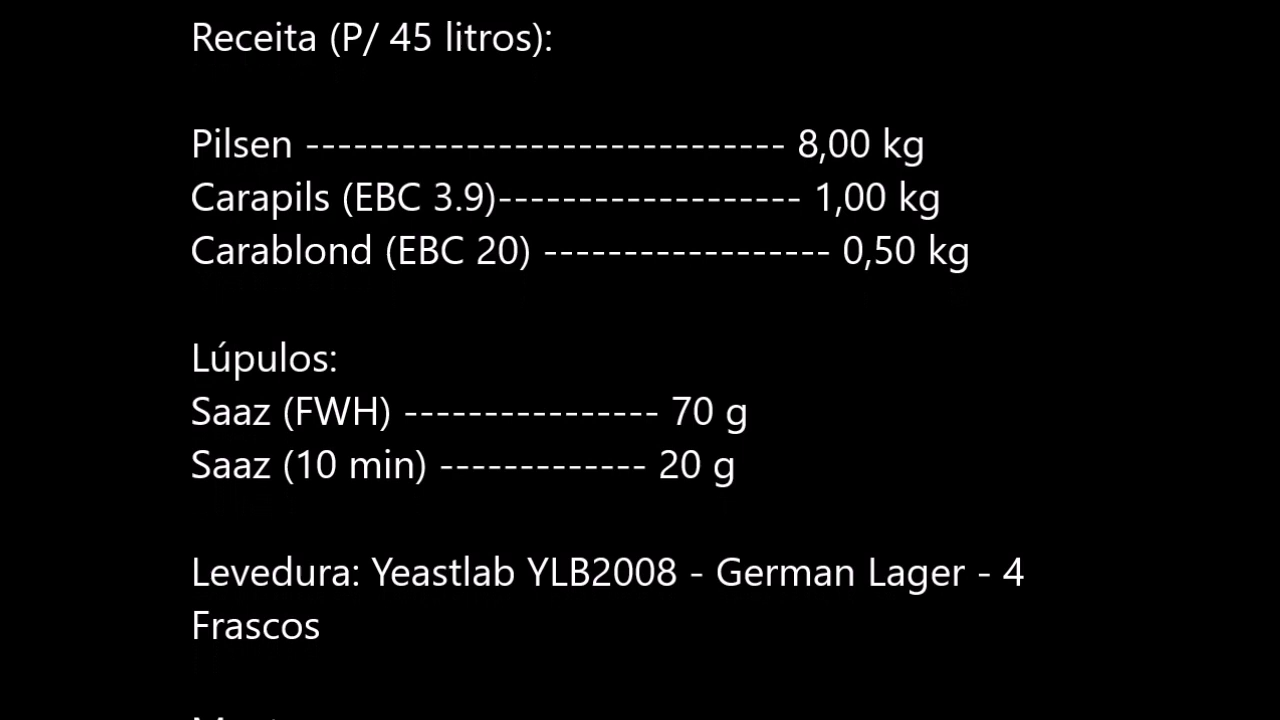 Receita (P/ 45 litros):
Pilsen ------------------------------ 8,00 kg
Carapils (EBC 3.9)------------------- 1,00 kg
Carablond (EBC 20) ------------------ 0,50 kg
Lúpulos:
Saaz (FWH) ---------------- 70 g
Saaz (10 min) ------------- 20 g
Levedura: Yeastlab YLB2008 - German Lager - 4
Frascos